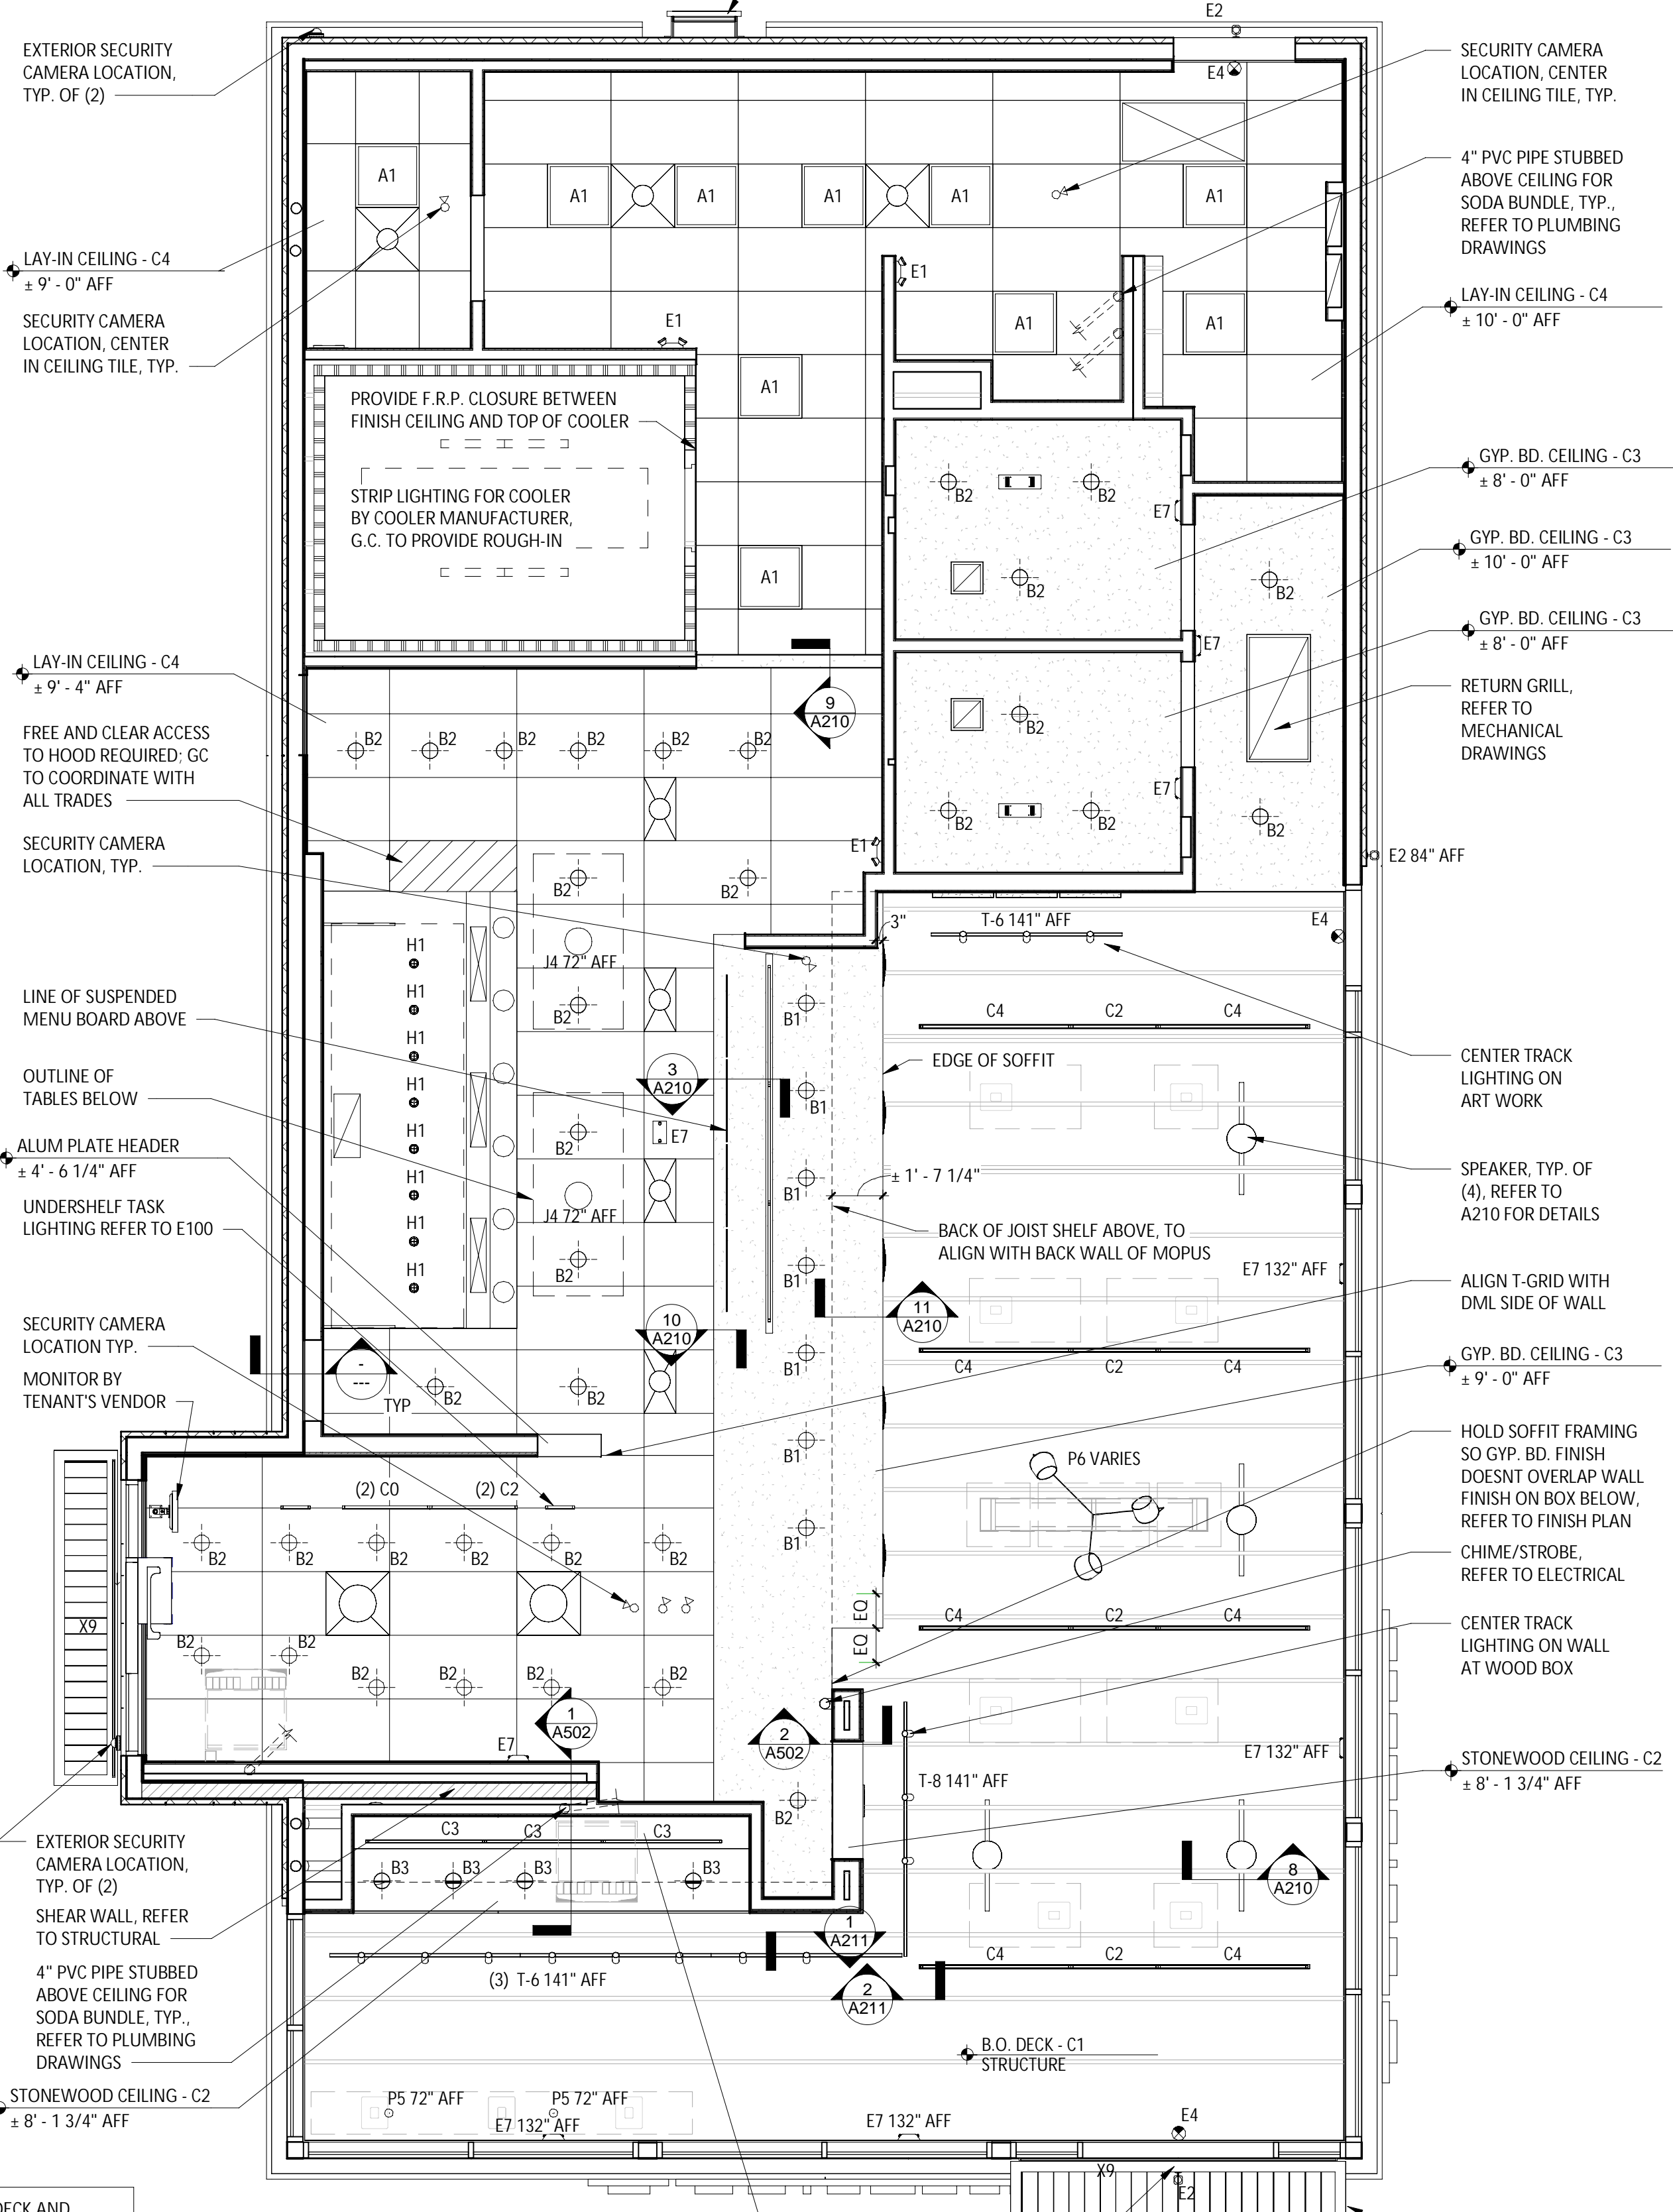 EXTERIOR SECURITY
CAMERA LOCATION,
TYP. OF (2)
LAY-IN CEILING - C4
± 9' - 0" AFF
SECURITY CAMERA
LOCATION, CENTER
IN CEILING TILE, TYP.
LAY-IN CEILING - C4
± 9' - 4" AFF
FREE AND CLEAR ACCESS
TO HOOD REQUIRED; GC
TO COORDINATE WITH
ALL TRADES
SECURITY CAMERA
LOCATION, TYP.
LINE OF SUSPENDED
MENU BOARD ABOVE
OUTLINE OF
TABLES BELOW
ALUM PLATE HEADER
± 4' - 6 1/4" AFF
UNDERSHELF TASK
LIGHTING REFER TO E100
SECURITY CAMERA
LOCATION TYP.
MONITOR BY
TENANT'S VENDOR
X9
EXTERIOR SECURITY
CAMERA LOCATION,
TYP. OF (2)
SHEAR WALL, REFER
TO STRUCTURAL
4" PVC PIPE STUBBED
ABOVE CEILING FOR
SODA BUNDLE, TYP.,
REFER TO PLUMBING
DRAWINGS
STONEWOOD CEILING - C2
± 8' - 1 3/4" AFF
DECK AND
E2
E4
A1
A1
A1
A1
A1
A1
E1
A1
A1
E1
A1
A1
PROVIDE F.R.P. CLOSURE BETWEEN
FINISH CEILING AND TOP OF COOLER
STRIP LIGHTING FOR COOLER
BY COOLER MANUFACTURER,
G.C. TO PROVIDE ROUGH-IN
B2
B2
E7
B2
B2
E7
B2
E7
B2
B2
B2
9
A210
B2
B2
B2
B2
B2
B2
E1
E2 84" AFF
B2
B2
3"
T-6 141" AFF
E4
H1
H1
H1
H1
H1
H1
H1
H1
J4 72" AFF
B2
B1
C4
C2
C4
EDGE OF SOFFIT
3
A210
B1
E7
B2
J4 72" AFF
B2
B1
± 1' - 7 1/4"
BACK OF JOIST SHELF ABOVE, TO
ALIGN WITH BACK WALL OF MOPUS
B1
E7 132" AFF
11
A210
10
A210
B1
C4
C2
C4
-
---
TYP
B2
B2
B1
P6 VARIES
(2) C0
(2) C2
B1
B2
B2
B2
B2
B2
B2
EQ
EQ
C4
C2
C4
B2
B2
B2
B2
B2
B2
E7
1
A502
2
A502
E7 132" AFF
T-8 141" AFF
B2
C3
C3
C3
B3
B3
B3
B3
8
A210
1
A211
C4
C2
C4
(3) T-6 141" AFF
2
A211
B.O. DECK - C1
STRUCTURE
P5 72" AFF
P5 72" AFF
E7 132" AFF
E7 132" AFF
E4
X9
E2
SECURITY CAMERA
LOCATION, CENTER
IN CEILING TILE, TYP.
4" PVC PIPE STUBBED
ABOVE CEILING FOR
SODA BUNDLE, TYP.,
REFER TO PLUMBING
DRAWINGS
LAY-IN CEILING - C4
± 10' - 0" AFF
GYP. BD. CEILING - C3
± 8' - 0" AFF
GYP. BD. CEILING - C3
± 10' - 0" AFF
GYP. BD. CEILING - C3
± 8' - 0" AFF
RETURN GRILL,
REFER TO
MECHANICAL
DRAWINGS
CENTER TRACK
LIGHTING ON
ART WORK
SPEAKER, TYP. OF
(4), REFER TO
A210 FOR DETAILS
ALIGN T-GRID WITH
DML SIDE OF WALL
GYP. BD. CEILING - C3
± 9' - 0" AFF
HOLD SOFFIT FRAMING
SO GYP. BD. FINISH
DOESNT OVERLAP WALL
FINISH ON BOX BELOW,
REFER TO FINISH PLAN
CHIME/STROBE,
REFER TO ELECTRICAL
CENTER TRACK
LIGHTING ON WALL
AT WOOD BOX
STONEWOOD CEILING - C2
± 8' - 1 3/4" AFF